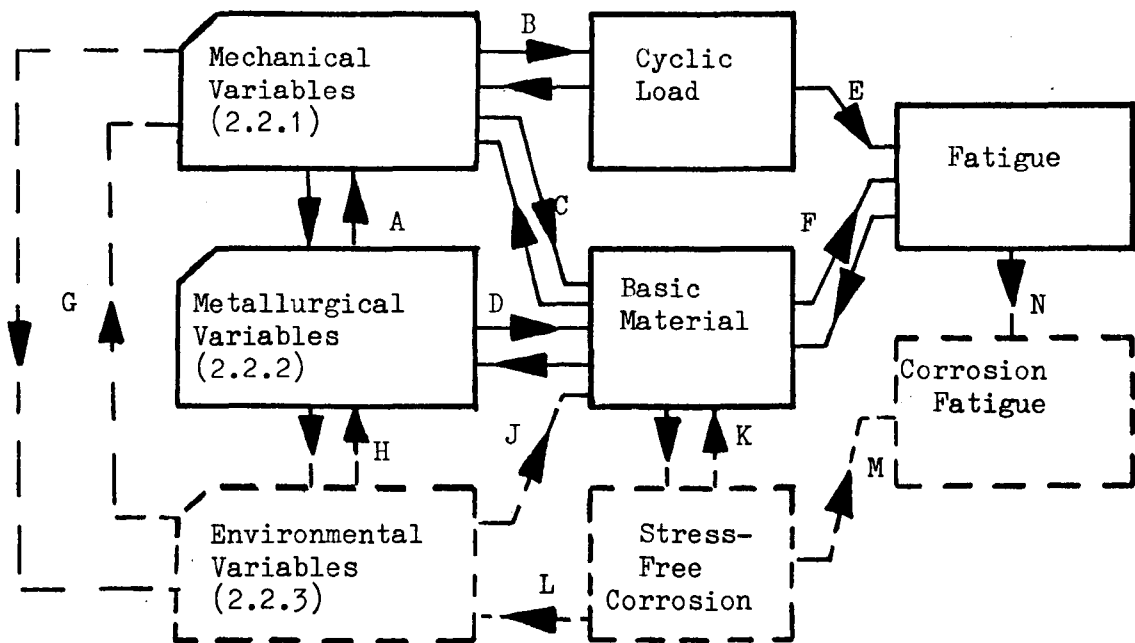 B
Mechanical
Variables
(2.2.1)
Cyclic
Load
E
Fatigue
A
C
F
G
Metallurgical
Variables
(2.2.2)
D
Basic
Material
N
Corrosion
Fatigue
H
J
K
M
Environmental
Variables
(2.2.3)
L
Stress-
Free
Corrosion